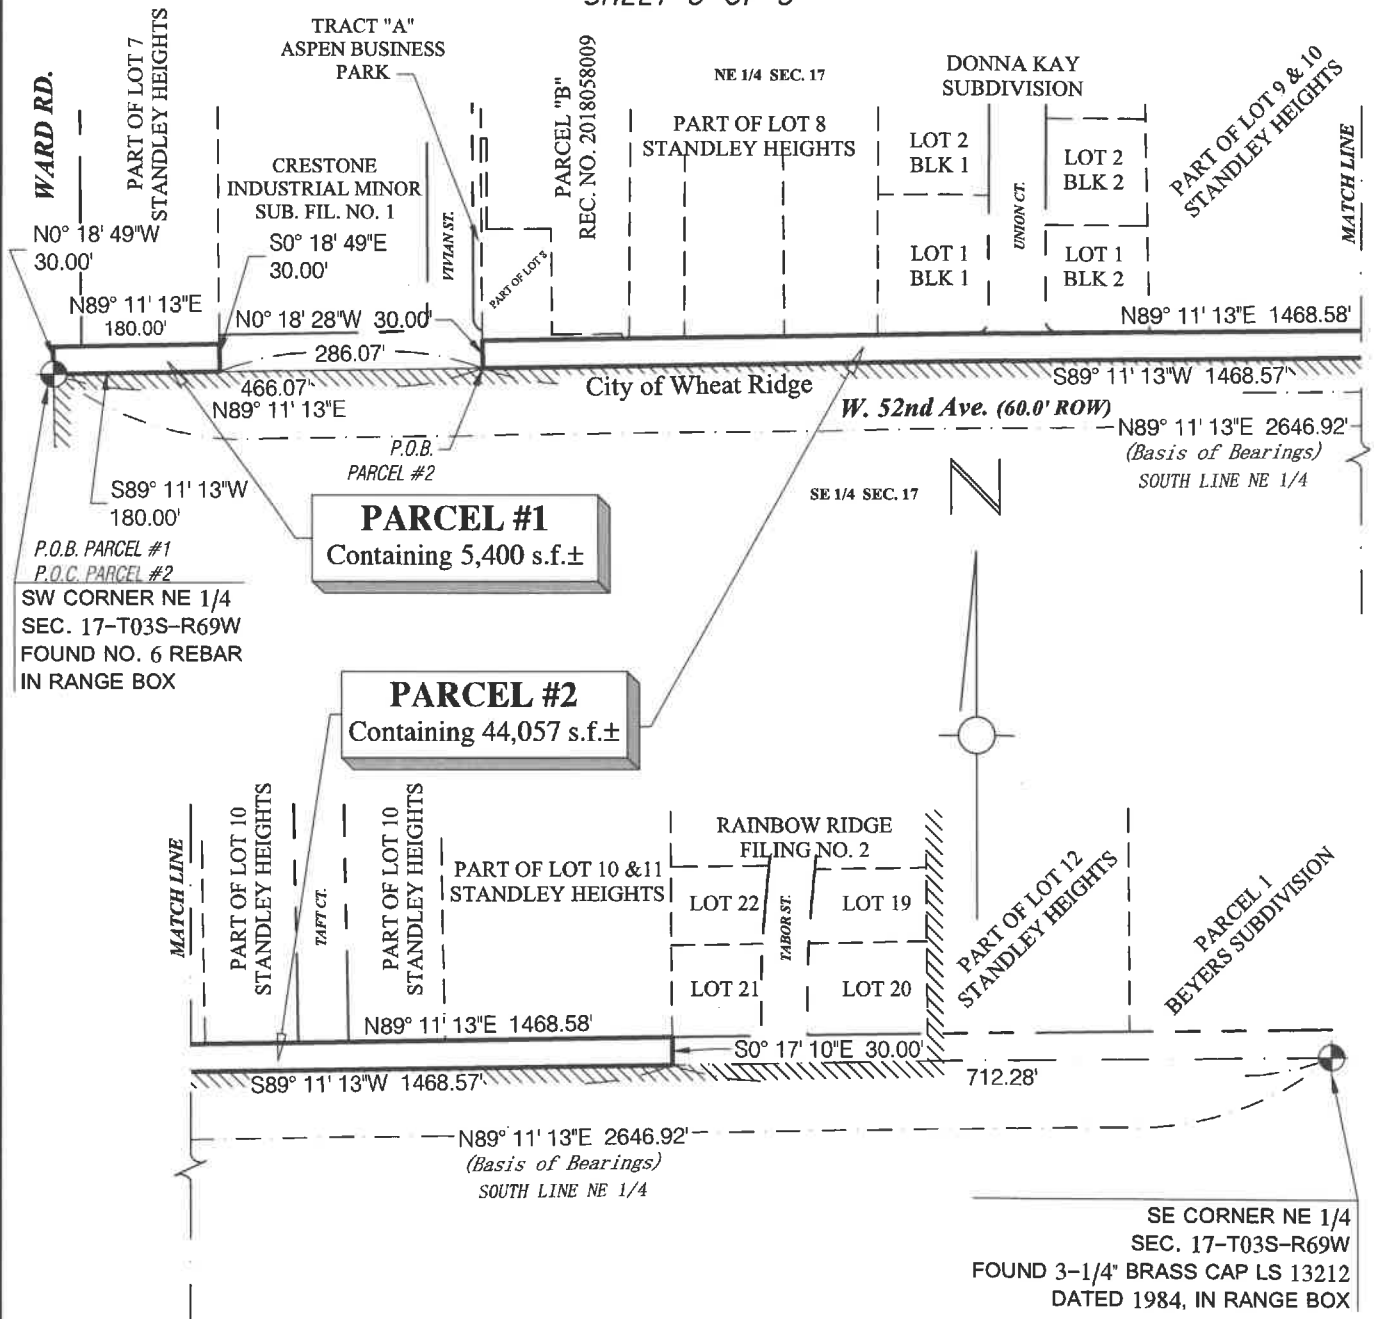 WARD RD.
PART OF LOT 7
STANDLEY HEIGHTS
TRACT "A"
ASPEN BUSINESS
PARK
CRESTONE
INDUSTRIAL MINOR
SUB. FIL. NO. 1
VIVIAN ST.
PART OF LOT 8
PARCEL "B"
REC. NO. 2018058009
NE 1/4 SEC. 17
PART OF LOT 8
STANDLEY HEIGHTS
DONNA KAY
SUBDIVISION
LOT 2
BLK 1
LOT 1
BLK 1
UNION CT.
LOT 2
BLK 2
LOT 1
BLK 2
PART OF LOT 9 & 10
STANDLEY HEIGHTS
MATCH LINE
N0° 18' 49"W
30.00'
S0° 18' 49"E
30.00'
N89° 11' 13"E
180.00'
N0° 18' 28"W 30.00'
N89° 11' 13"E 1468.58'
286.07'
466.07'
N89° 11' 13"E
City of Wheat Ridge
S89° 11' 13"W 1468.57'
W. 52nd Ave. (60.0' ROW)
N89° 11' 13"E 2646.92'
(Basis of Bearings)
SOUTH LINE NE 1/4
P.O.B.
PARCEL #2
S89° 11' 13"W
180.00'
SE 1/4 SEC. 17
N
PARCEL #1
Containing 5,400 s.f.±
P.O.B. PARCEL #1
P.O.C. PARCEL #2
SW CORNER NE 1/4
SEC. 17-T03S-R69W
FOUND NO. 6 REBAR
IN RANGE BOX
PARCEL #2
Containing 44,057 s.f.±
MATCH LINE
PART OF LOT 10
STANDLEY HEIGHTS
TAFT CT.
PART OF LOT 10
STANDLEY HEIGHTS
PART OF LOT 10 &11
STANDLEY HEIGHTS
RAINBOW RIDGE
FILING NO. 2
LOT 22
LOT 21
TABOR ST.
LOT 19
LOT 20
PART OF LOT 12
STANDLEY HEIGHTS
PARCEL 1
BEYERS SUBDIVISION
N89° 11' 13"E 1468.58'
S0° 17' 10"E 30.00'
S89° 11' 13"W 1468.57'
712.28'
N89° 11' 13"E 2646.92'
(Basis of Bearings)
SOUTH LINE NE 1/4
SE CORNER NE 1/4
SEC. 17-T03S-R69W
FOUND 3-1/4" BRASS CAP LS 13212
DATED 1984, IN RANGE BOX